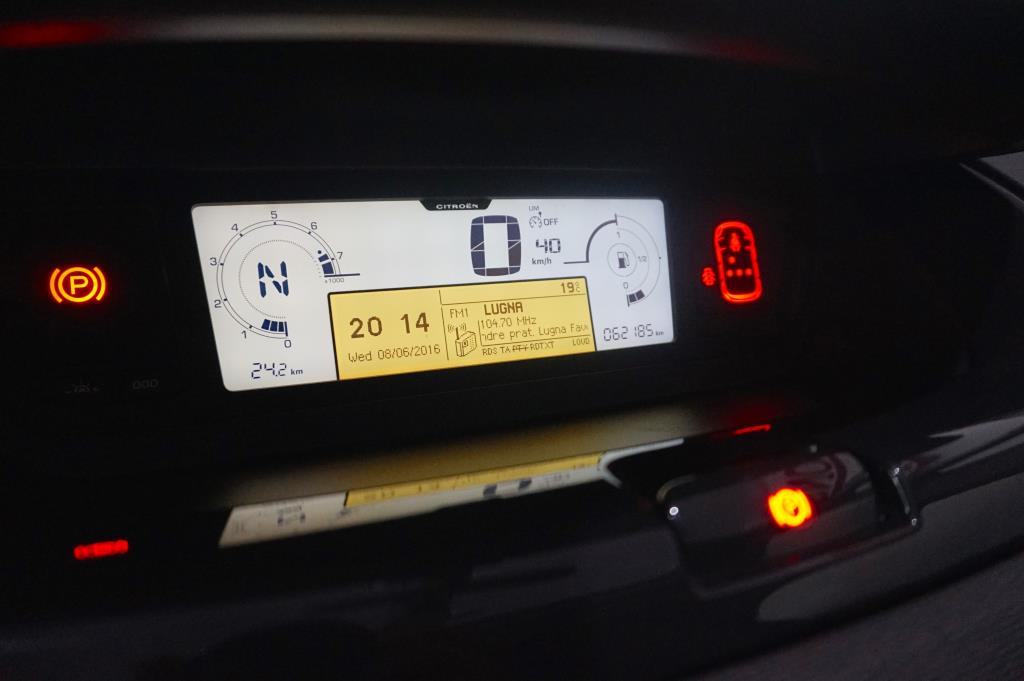 CITROËN
P
4 5 6
3 7
x1000
2
1 0
N
24.2 km
0
LIM
OFF
40
km/h
1
1/2
0
062185 km
20 14
Wed 08/06/2016
19°C
FM1 LUGNA
104.70 MHz
ndre prat. Lugna Fav
RDS TA PTY RDTXT LOUD